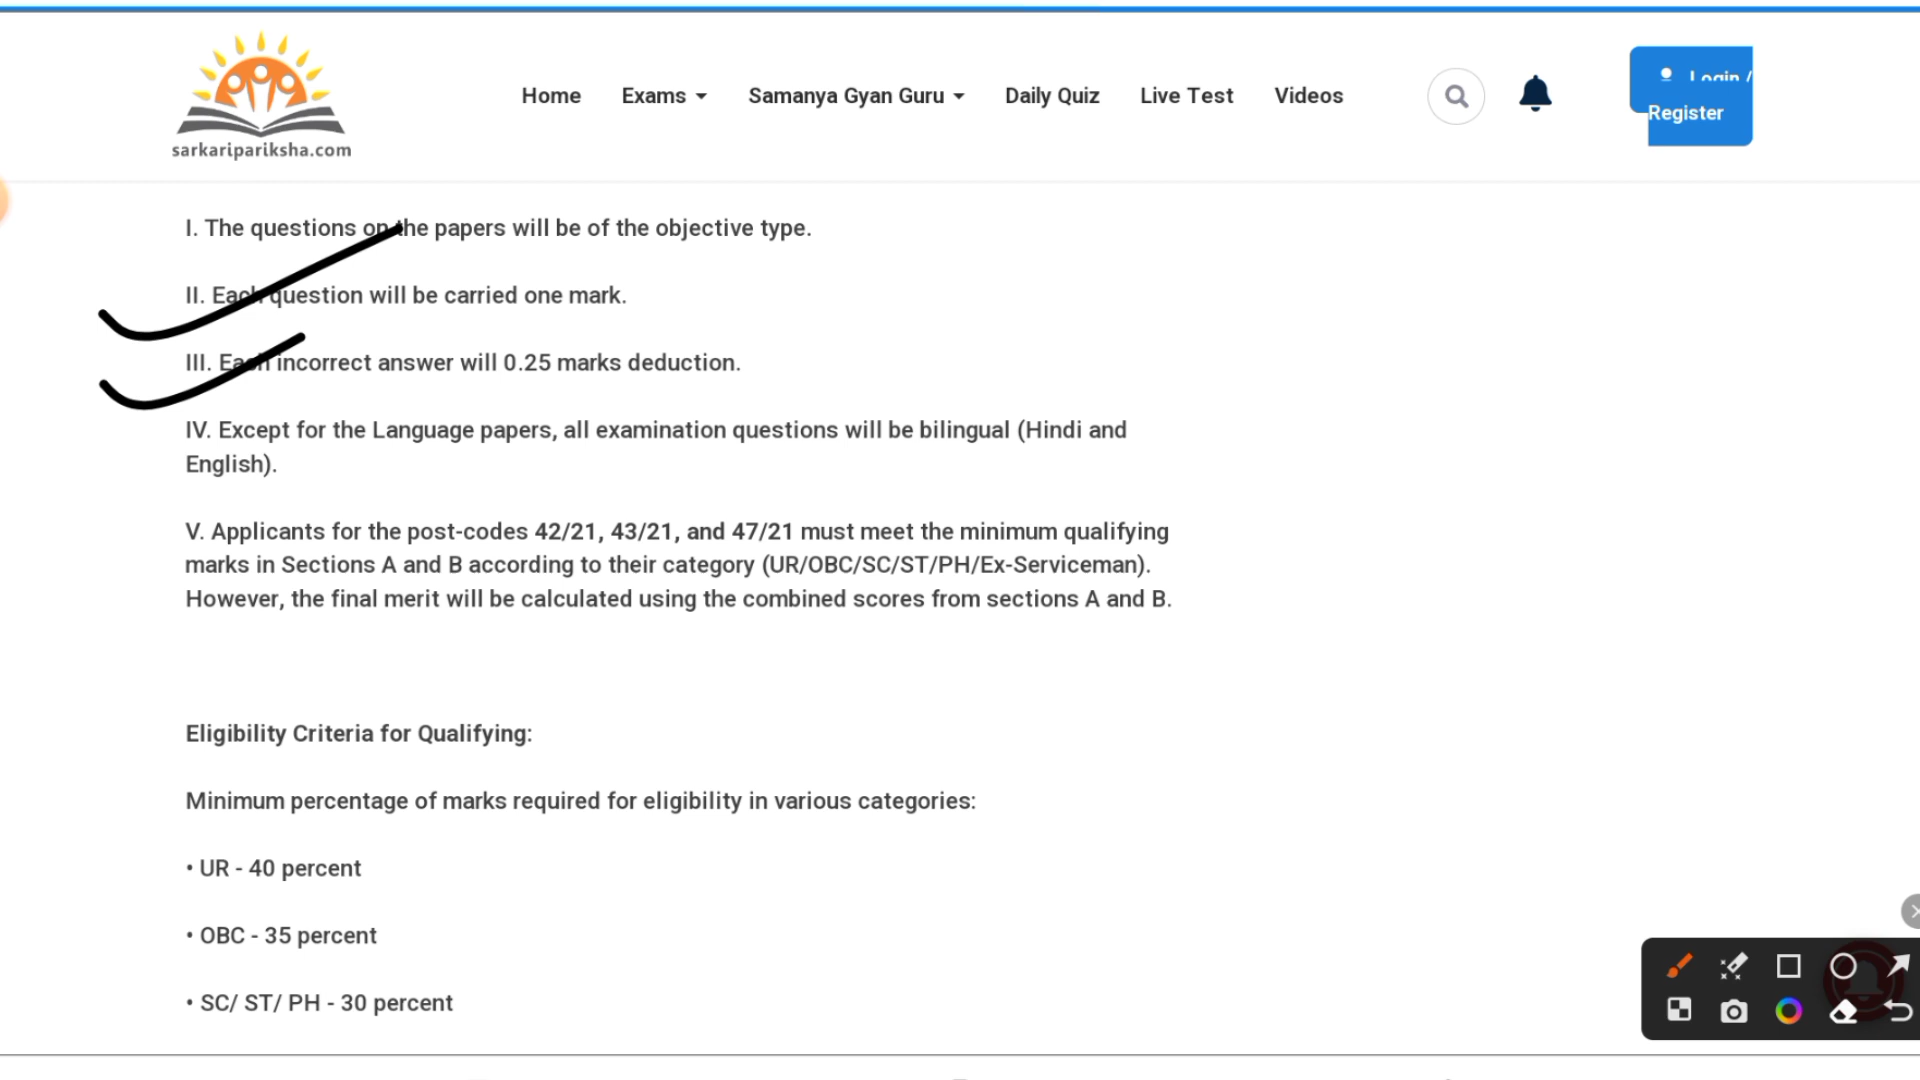 Home Exams Samanya Gyan Guru Daily Quiz Live Test Videos
Login /
Register
sarkaripariksha.com
I. The questions on the papers will be of the objective type.
II. Each question will be carried one mark.
III. Each incorrect answer will 0.25 marks deduction.
IV. Except for the Language papers, all examination questions will be bilingual (Hindi and
English).
V. Applicants for the post-codes 42/21, 43/21, and 47/21 must meet the minimum qualifying
marks in Sections A and B according to their category (UR/OBC/SC/ST/PH/Ex-Serviceman).
However, the final merit will be calculated using the combined scores from sections A and B.
Eligibility Criteria for Qualifying:
Minimum percentage of marks required for eligibility in various categories:
• UR - 40 percent
• OBC - 35 percent
• SC/ ST/ PH - 30 percent